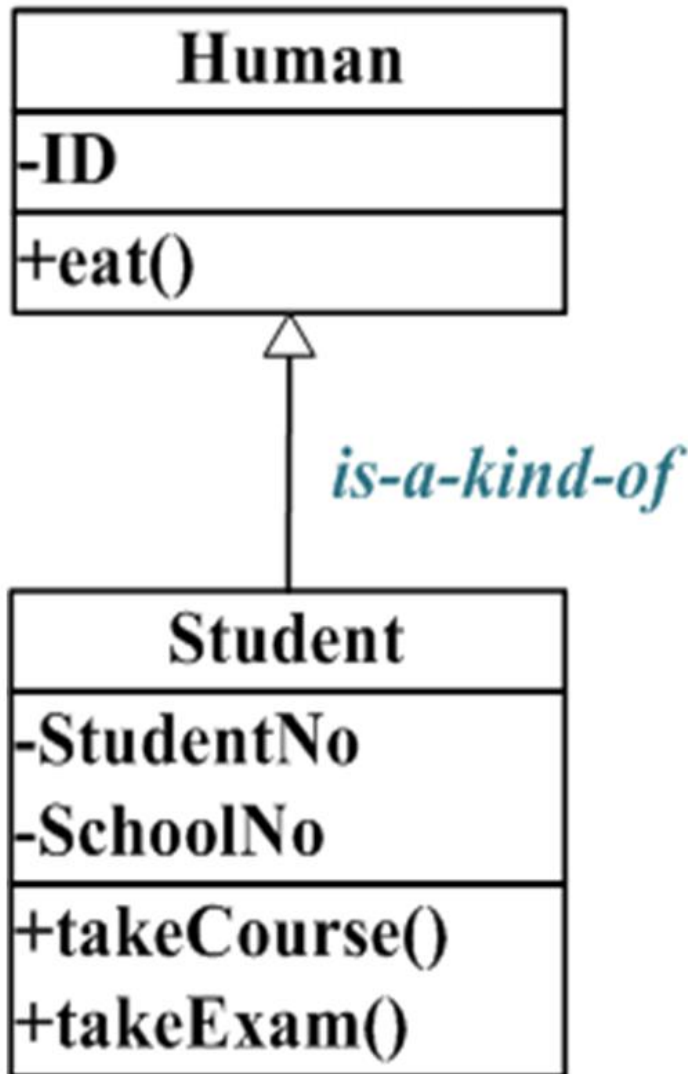 Human
-ID
+eat()
is-a-kind-of
Student
-StudentNo
-SchoolNo
+takeCourse()
+takeExam()